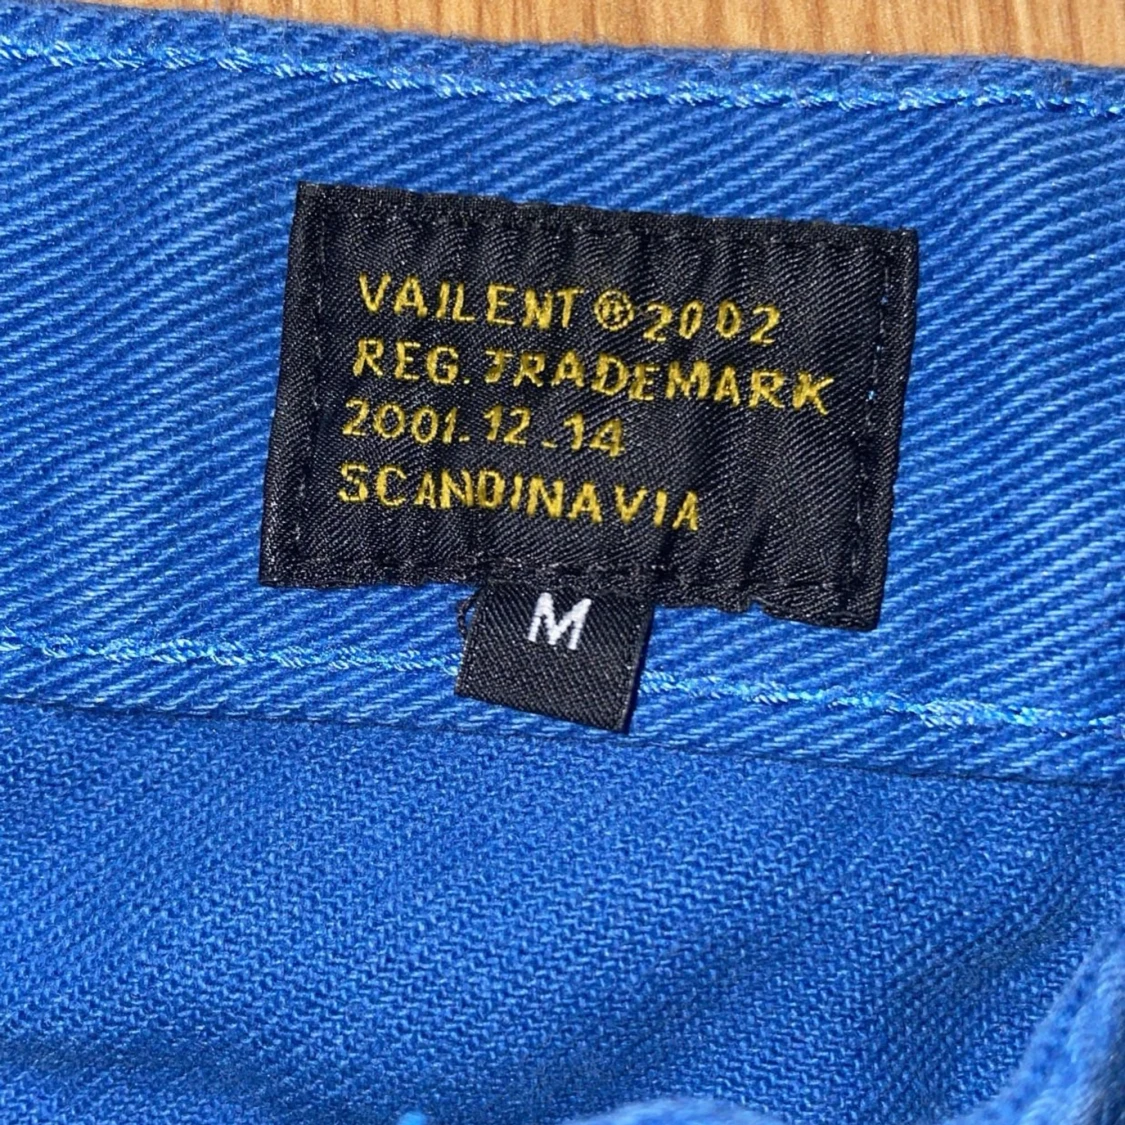 VAILENT ® 2002
REG. TRADEMARK
2001.12.14
SCANDINAVIA
M